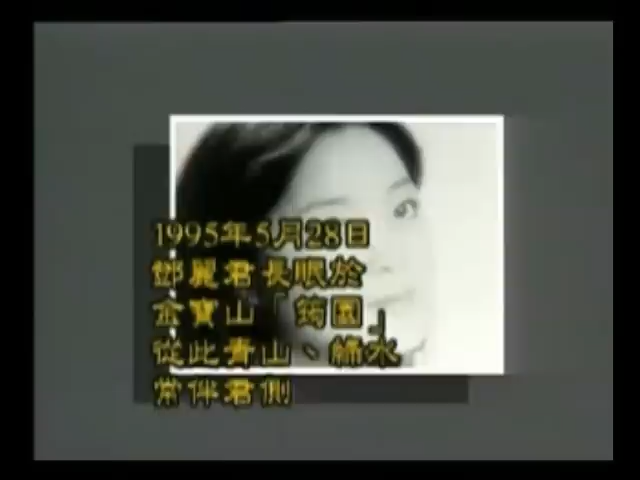 1995年5月28日
鄧麗君長眠於
金寶山「筠園」
從此青山、綿水
常伴君側